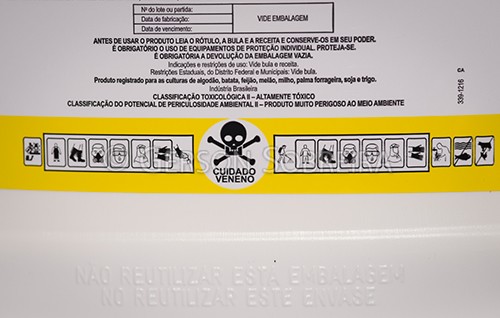 Nº do lote ou partida:
Data de fabricação:
Data de vencimento:
VIDE EMBALAGEM
ANTES DE USAR O PRODUTO LEIA O RÓTULO, A BULA E A RECEITA E CONSERVE-OS EM SEU PODER.
É OBRIGATÓRIO O USO DE EQUIPAMENTOS DE PROTEÇÃO INDIVIDUAL. PROTEJA-SE.
É OBRIGATÓRIA A DEVOLUÇÃO DA EMBALAGEM VAZIA.
Indicações e restrições de uso: Vide bula e receita.
Restrições Estaduais, do Distrito Federal e Municipais: Vide bula.
Produto registrado para as culturas de algodão, batata, feijão, melão, milho, palma forrageira, soja e trigo.
Indústria Brasileira
CLASSIFICAÇÃO TOXICOLÓGICA II – ALTAMENTE TÓXICO
CLASSIFICAÇÃO DO POTENCIAL DE PERICULOSIDADE AMBIENTAL II – PRODUTO MUITO PERIGOSO AO MEIO AMBIENTE
CA
339-1216
© GERSON SOBREIRA
CUIDADO
VENENO
NÃO REUTILIZAR ESTA EMBALAGEM
NO REUTILIZAR ESTE ENVASE